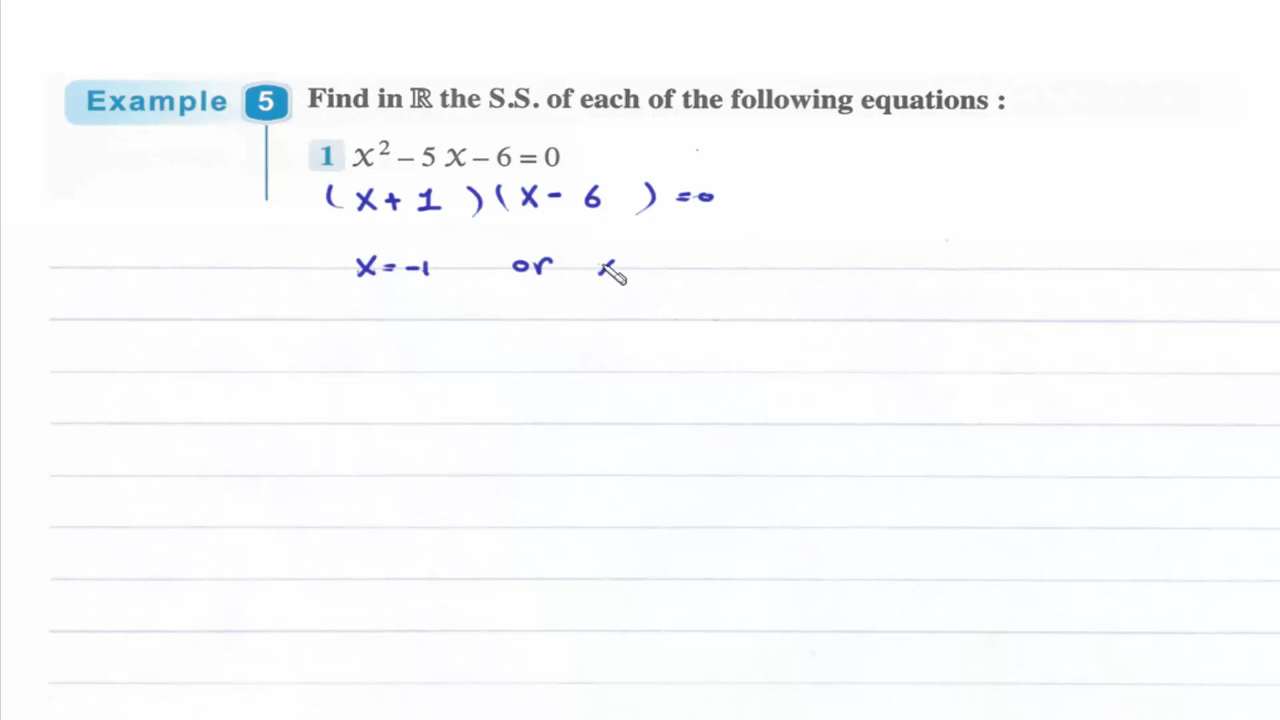 Example 5 Find in ℝ the S.S. of each of the following equations :
1 x² – 5 x – 6 = 0
(x + 1) (x - 6) = 0
x = -1 or x